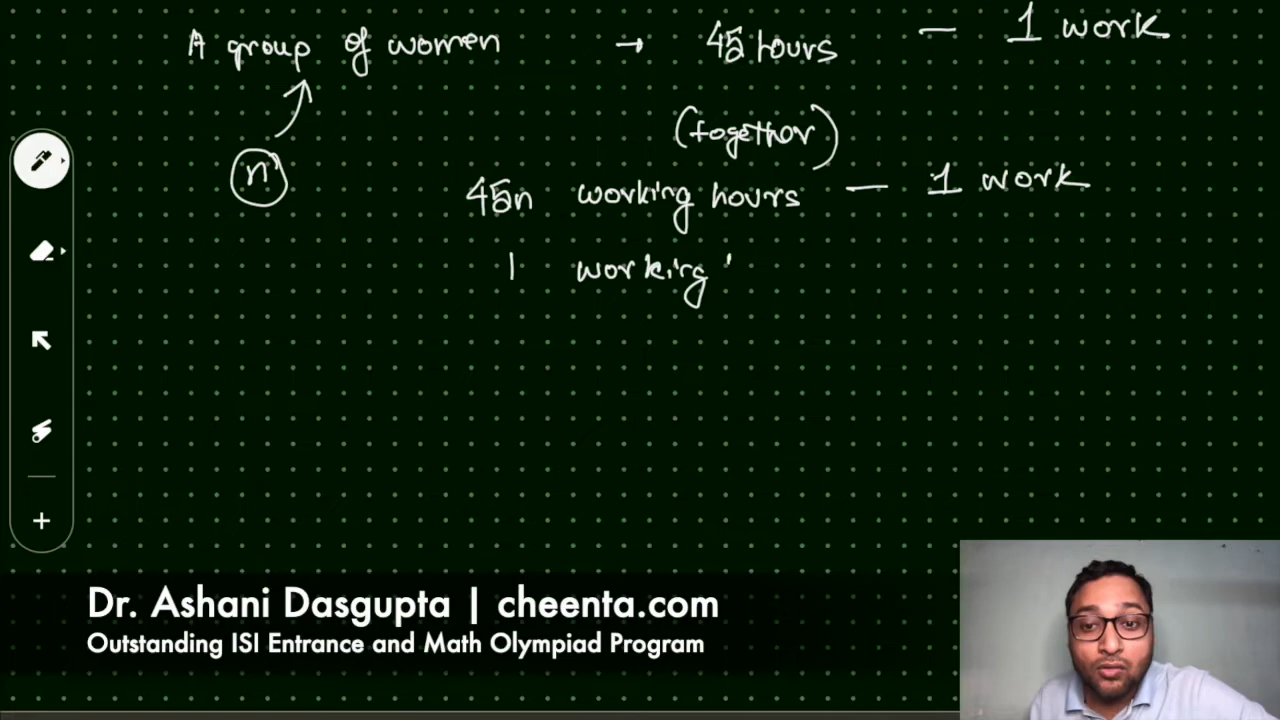 A group of women → 45 hours — 1 work
(together)
n
45n working hours — 1 work
1 working
Dr. Ashani Dasgupta | cheenta.com
Outstanding ISI Entrance and Math Olympiad Program